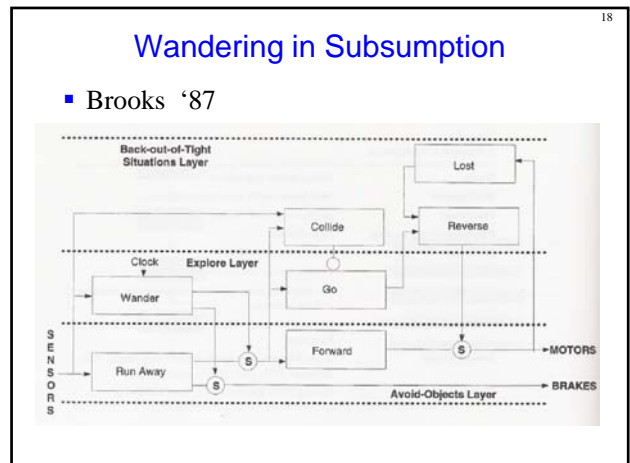 18
Wandering in Subsumption
▪ Brooks ‘87
Back-out-of-Tight
Situations Layer
Lost
Collide
Reverse
Clock
Explore Layer
Wander
Go
SENSORS
Run Away
S
S
Forward
S
MOTORS
BRAKES
Avoid-Objects Layer